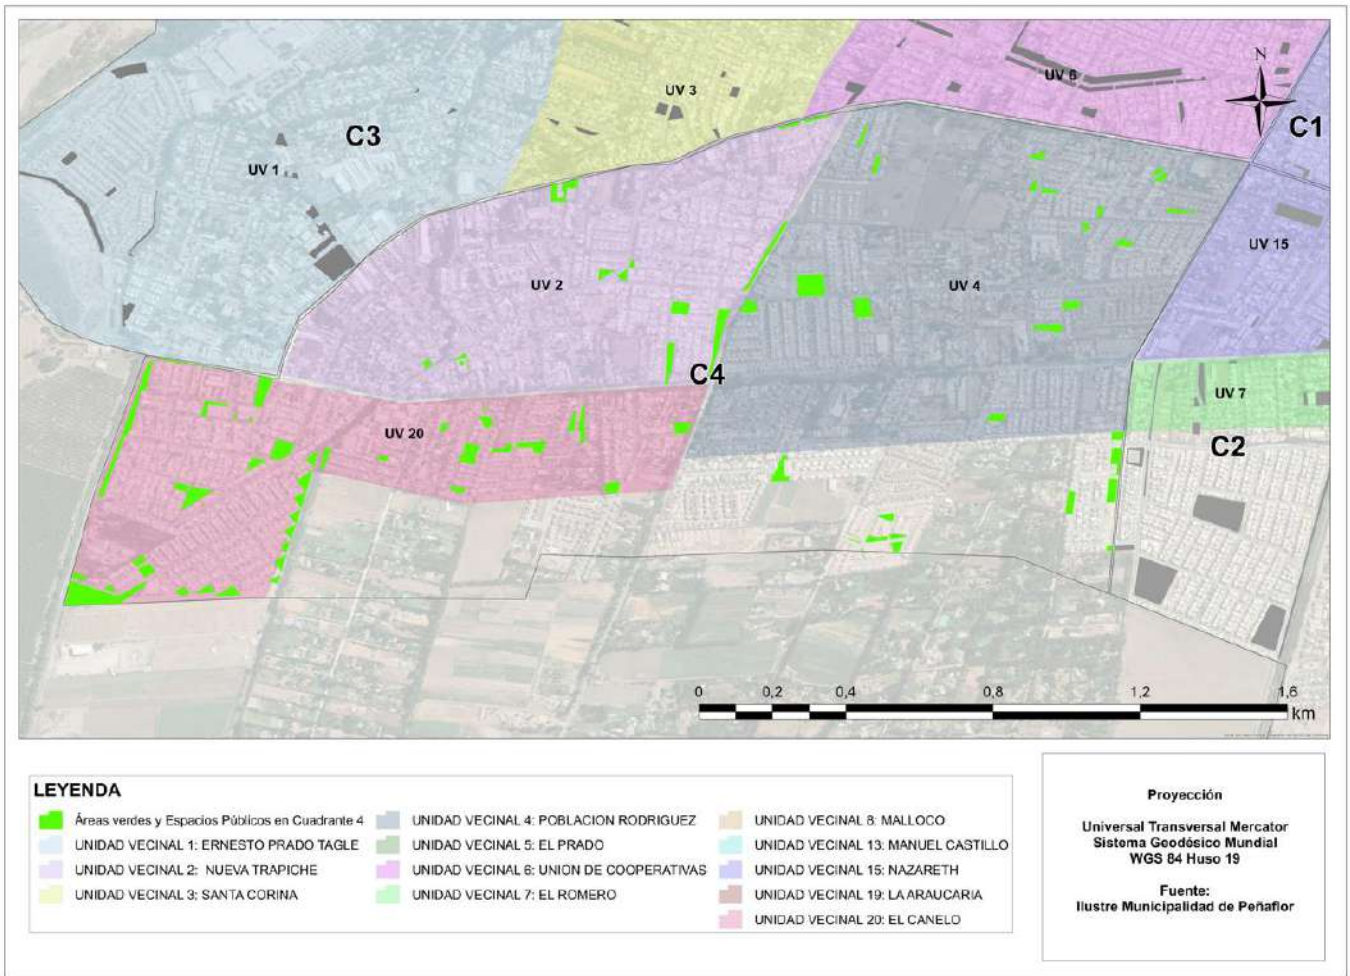 UV 3
UV 6
N
C3
C1
UV 1
UV 15
UV 2
UV 4
C4
UV 7
UV 20
C2
0 0,2 0,4 0,8 1,2 1,6
km
LEYENDA
Áreas verdes y Espacios Públicos en Cuadrante 4
UNIDAD VECINAL 1: ERNESTO PRADO TAGLE
UNIDAD VECINAL 2: NUEVA TRAPICHE
UNIDAD VECINAL 3: SANTA CORINA
UNIDAD VECINAL 4: POBLACION RODRIGUEZ
UNIDAD VECINAL 5: EL PRADO
UNIDAD VECINAL 6: UNION DE COOPERATIVAS
UNIDAD VECINAL 7: EL ROMERO
UNIDAD VECINAL 8: MALLOCO
UNIDAD VECINAL 13: MANUEL CASTILLO
UNIDAD VECINAL 15: NAZARETH
UNIDAD VECINAL 19: LA ARAUCARIA
UNIDAD VECINAL 20: EL CANELO
Proyección
Universal Transversal Mercator
Sistema Geodósico Mundial
WGS 84 Huso 19
Fuente:
Ilustre Municipalidad de Peñaflor